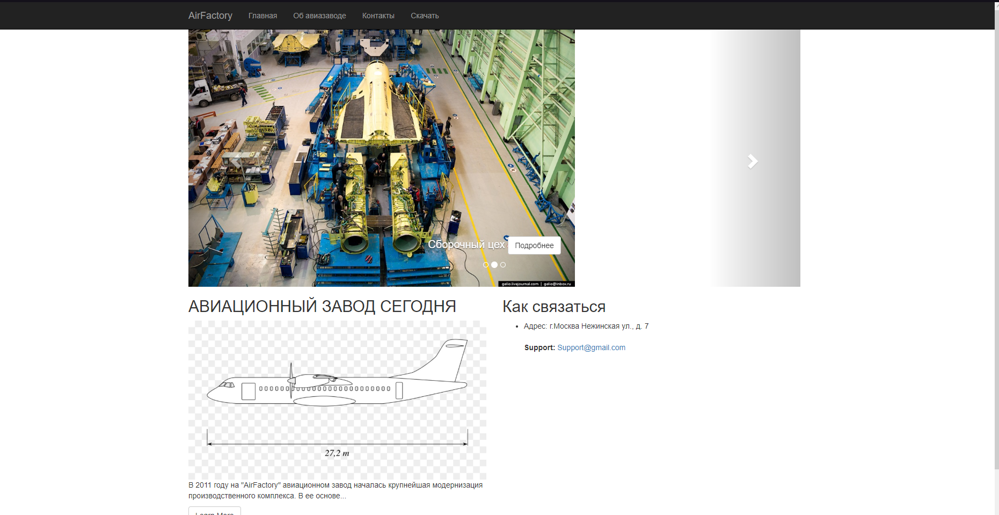 AirFactory Главная Об авиазаводе Контакты Скачать
Сборочный цех
Подробнее
gelio.livejournal.com | gelio@inbox.ru
АВИАЦИОННЫЙ ЗАВОД СЕГОДНЯ
27,2 m
В 2011 году на "AirFactory" авиационном завод началась крупнейшая модернизация
производственного комплекса. В ее основе...
Learn More
Как связаться
Адрес: г.Москва Нежинская ул., д. 7
Support: Support@gmail.com